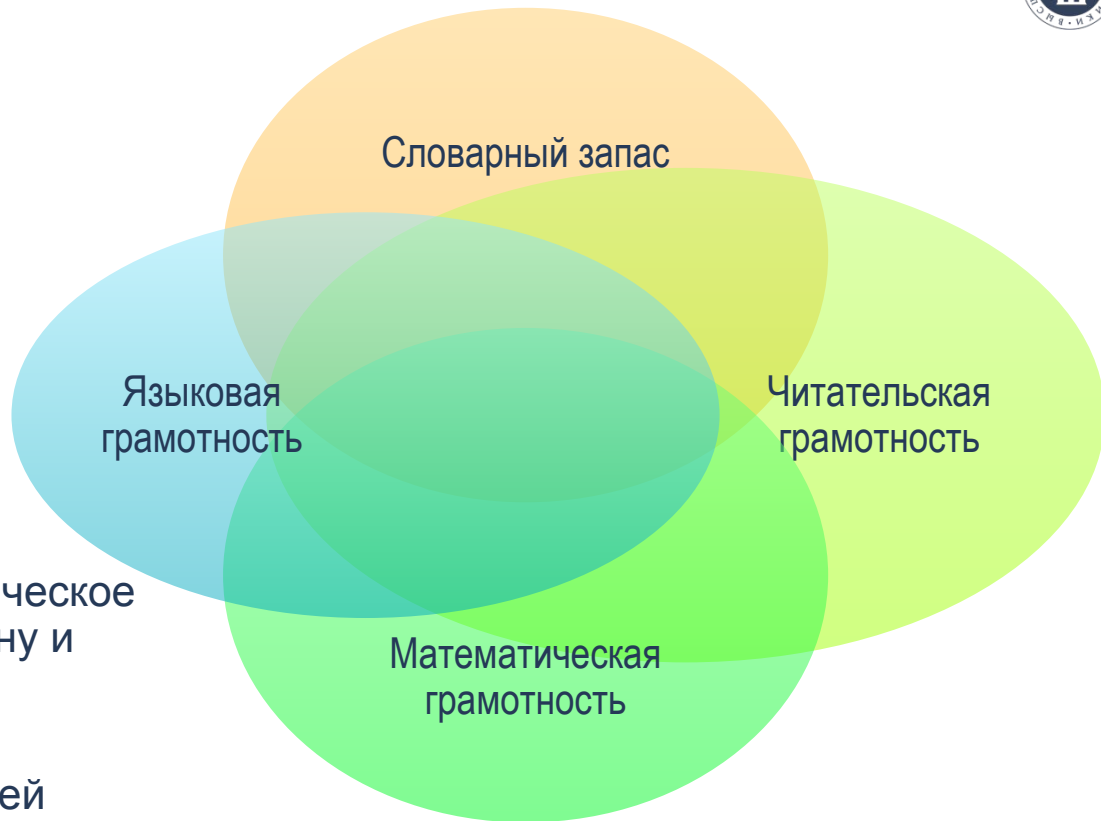 Словарный запас
Языковая
грамотность
Читательская
грамотность
ческое
ну и
Математическая
грамотность
ей